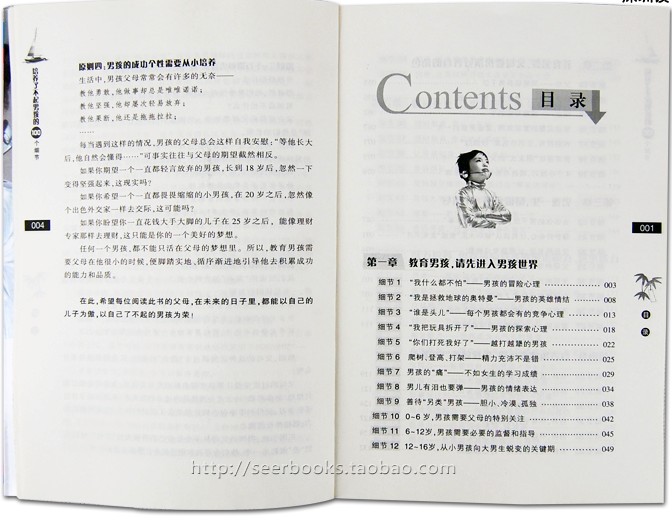 培养了不起男孩的100个细节
004
原则四：男孩的成功个性需要从小培养
生活中，男孩父母常常会有许多的无奈——
教他勇敢，他做事却总是唯唯诺诺；
教他坚强，他却屡次轻易放弃；
教他果断，他还是拖拖拉拉；
……
每当遇到这样的情况，男孩的父母总会这样自我安慰：“等他长大
后，他自然会懂得……”可事实往往与父母的期望截然相反。
如果你期望一个一直都轻言放弃的男孩，长到18岁后，忽然一下
变得坚强起来，这现实吗？
如果你希望一个一直都畏畏缩缩的小男孩，在20岁之后，忽然像
个出色外交家一样去交际，这可能吗？
如果你盼望你一直花钱大手大脚的儿子在25岁之后，能像理财
专家那样去理财，这只能是你的一个美好的梦想。
任何一个男孩，都不能只活在父母的梦想里。所以，教育男孩需
要父母在他很小的时候，便脚踏实地、循序渐进地引导他去积累成功
的能力和品质。
在此，希望每位阅读此书的父母，在未来的日子里，都能以自己的
儿子为傲，以自己了不起的男孩为荣！
Contents 目录
001
目录
第一章 教育男孩，请先进入男孩世界
细节1 “我什么都不怕”——男孩的冒险心理 003
细节2 “我是拯救地球的奥特曼”——男孩的英雄情结 008
细节3 “谁是头儿”——每个男孩都会有的竞争心理 013
细节4 “我把玩具拆开了”——男孩的探索心理 018
细节5 “你们打死我好了”——越打越犟的男孩 022
细节6 爬树、登高、打架——精力充沛不是错 025
细节7 男孩的“痛”——不如女生的学习成绩 029
细节8 男儿有泪也要弹——男孩的情绪表达 034
细节9 善待“另类”男孩——胆小、冷漠、孤独 038
细节10 0~6岁，男孩需要父母的特别关注 042
细节11 6~12岁，男孩需要必要的监督和指导 045
细节12 12~16岁，从小男孩向大男生蜕变的关键期 049
http://seerbooks.taobao.com/